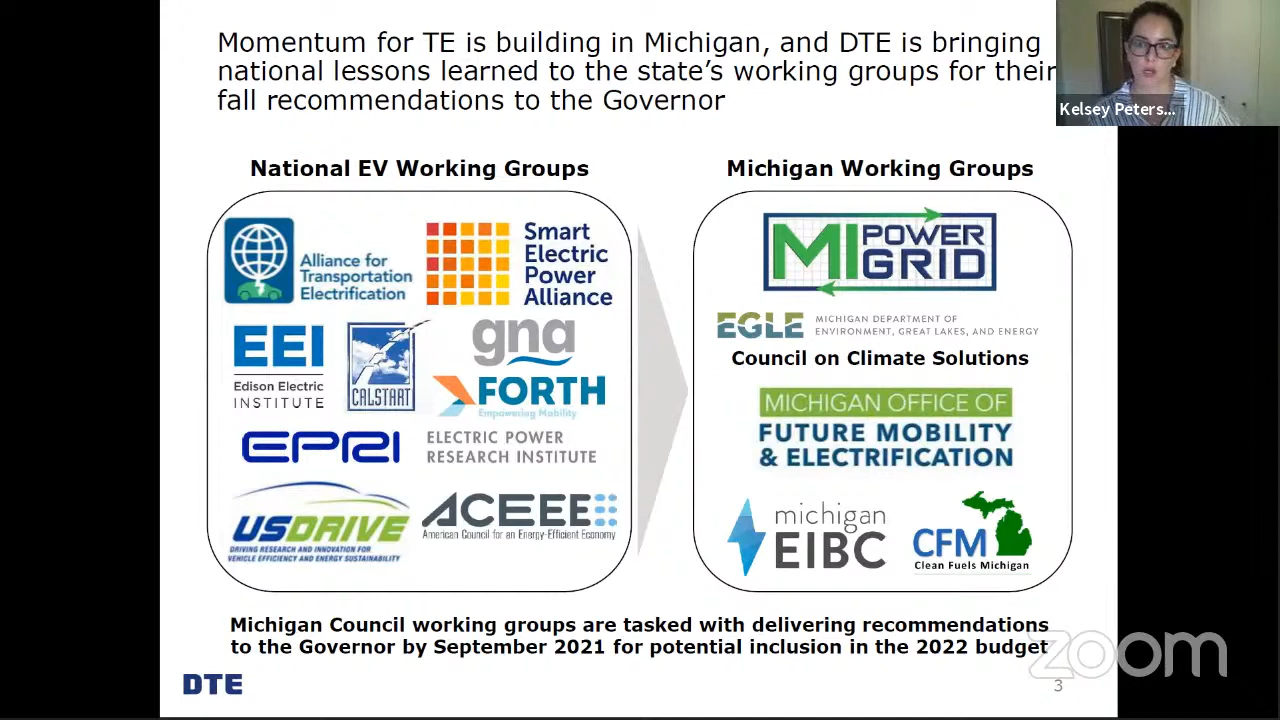 Momentum for TE is building in Michigan, and DTE is bringing
national lessons learned to the state's working groups for their
fall recommendations to the Governor
Kelsey Peters...
National EV Working Groups
Alliance for
Transportation
Electrification
Smart
Electric
Power
Alliance
EEI
Edison Electric
INSTITUTE
CALSTART
gna
FORTH
Empowering Mobility
EPRI
ELECTRIC POWER
RESEARCH INSTITUTE
USDRIVE
DRIVING RESEARCH AND INNOVATION FOR
VEHICLE EFFICIENCY AND ENERGY SUSTAINABILITY
ACEEE
American Council for an Energy-Efficient Economy
Michigan Working Groups
MI POWER
GRID
EGLE
MICHIGAN DEPARTMENT OF
ENVIRONMENT, GREAT LAKES, AND ENERGY
Council on Climate Solutions
MICHIGAN OFFICE OF
FUTURE MOBILITY
& ELECTRIFICATION
michigan
EIBC
CFM
Clean Fuels Michigan
Michigan Council working groups are tasked with delivering recommendations
to the Governor by September 2021 for potential inclusion in the 2022 budget
zoom
DTE
3